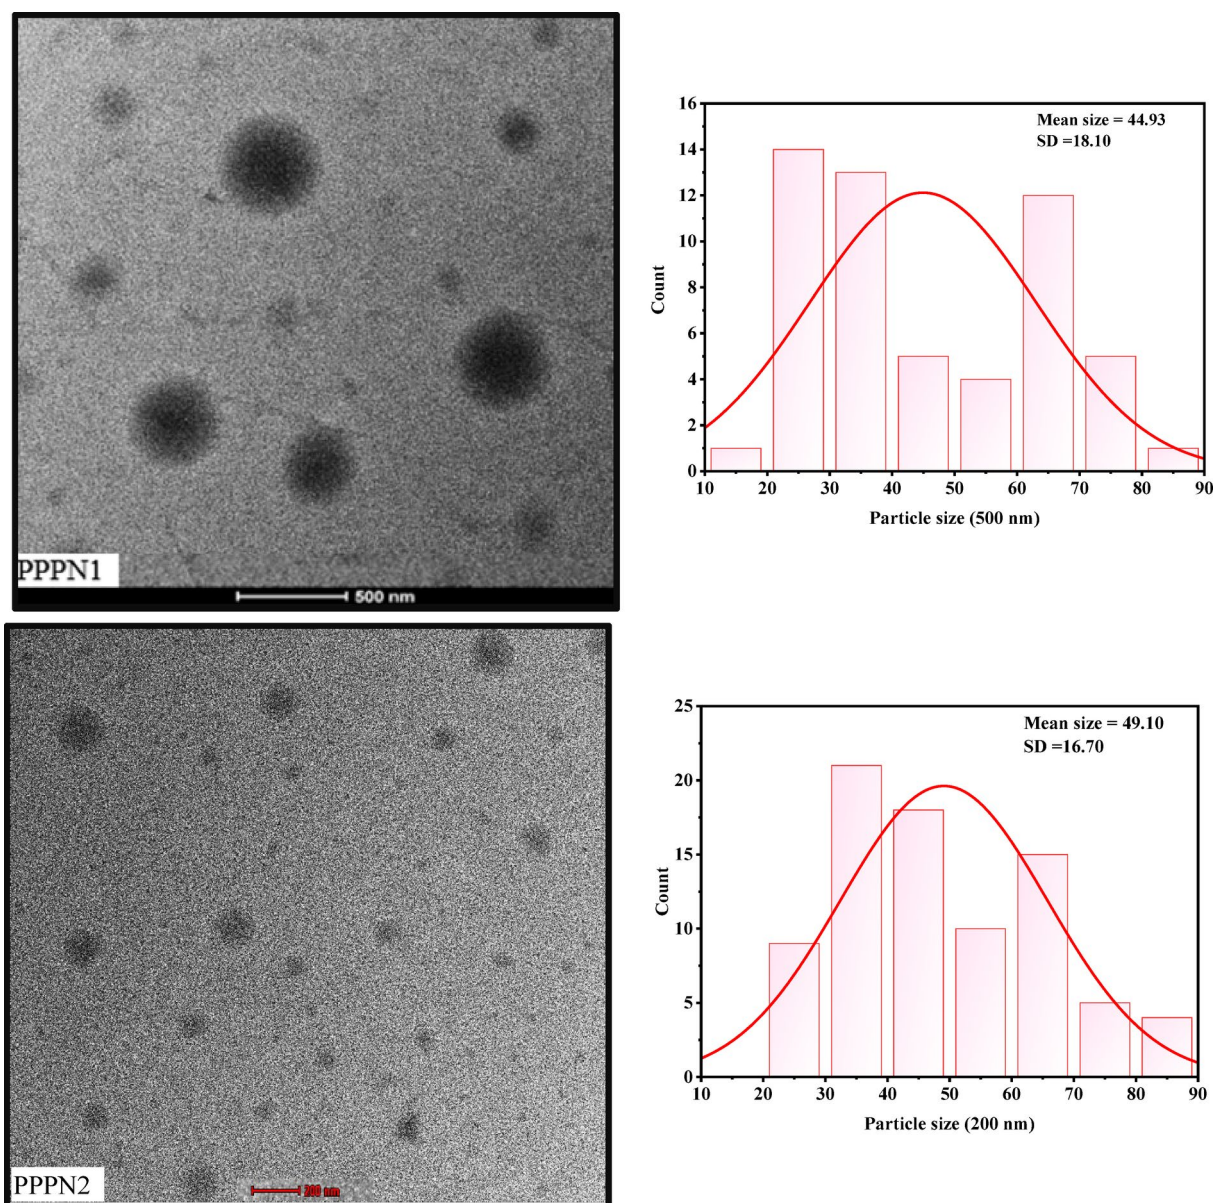 PPPN1
500 nm
Mean size = 44.93
SD =18.10
16
14
12
10
8
6
4
2
0
Count
10 20 30 40 50 60 70 80 90
Particle size (500 nm)
PPPN2
200 nm
Mean size = 49.10
SD =16.70
25
20
15
10
5
0
Count
10 20 30 40 50 60 70 80 90
Particle size (200 nm)